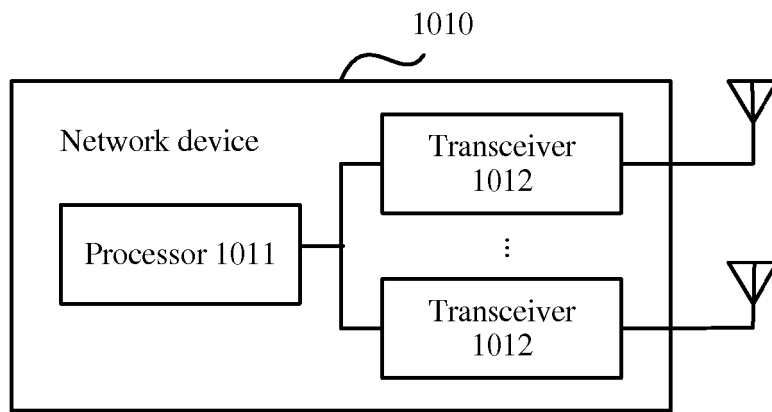 1010
Network device
Transceiver
1012
Processor 1011
⋮
Transceiver
1012